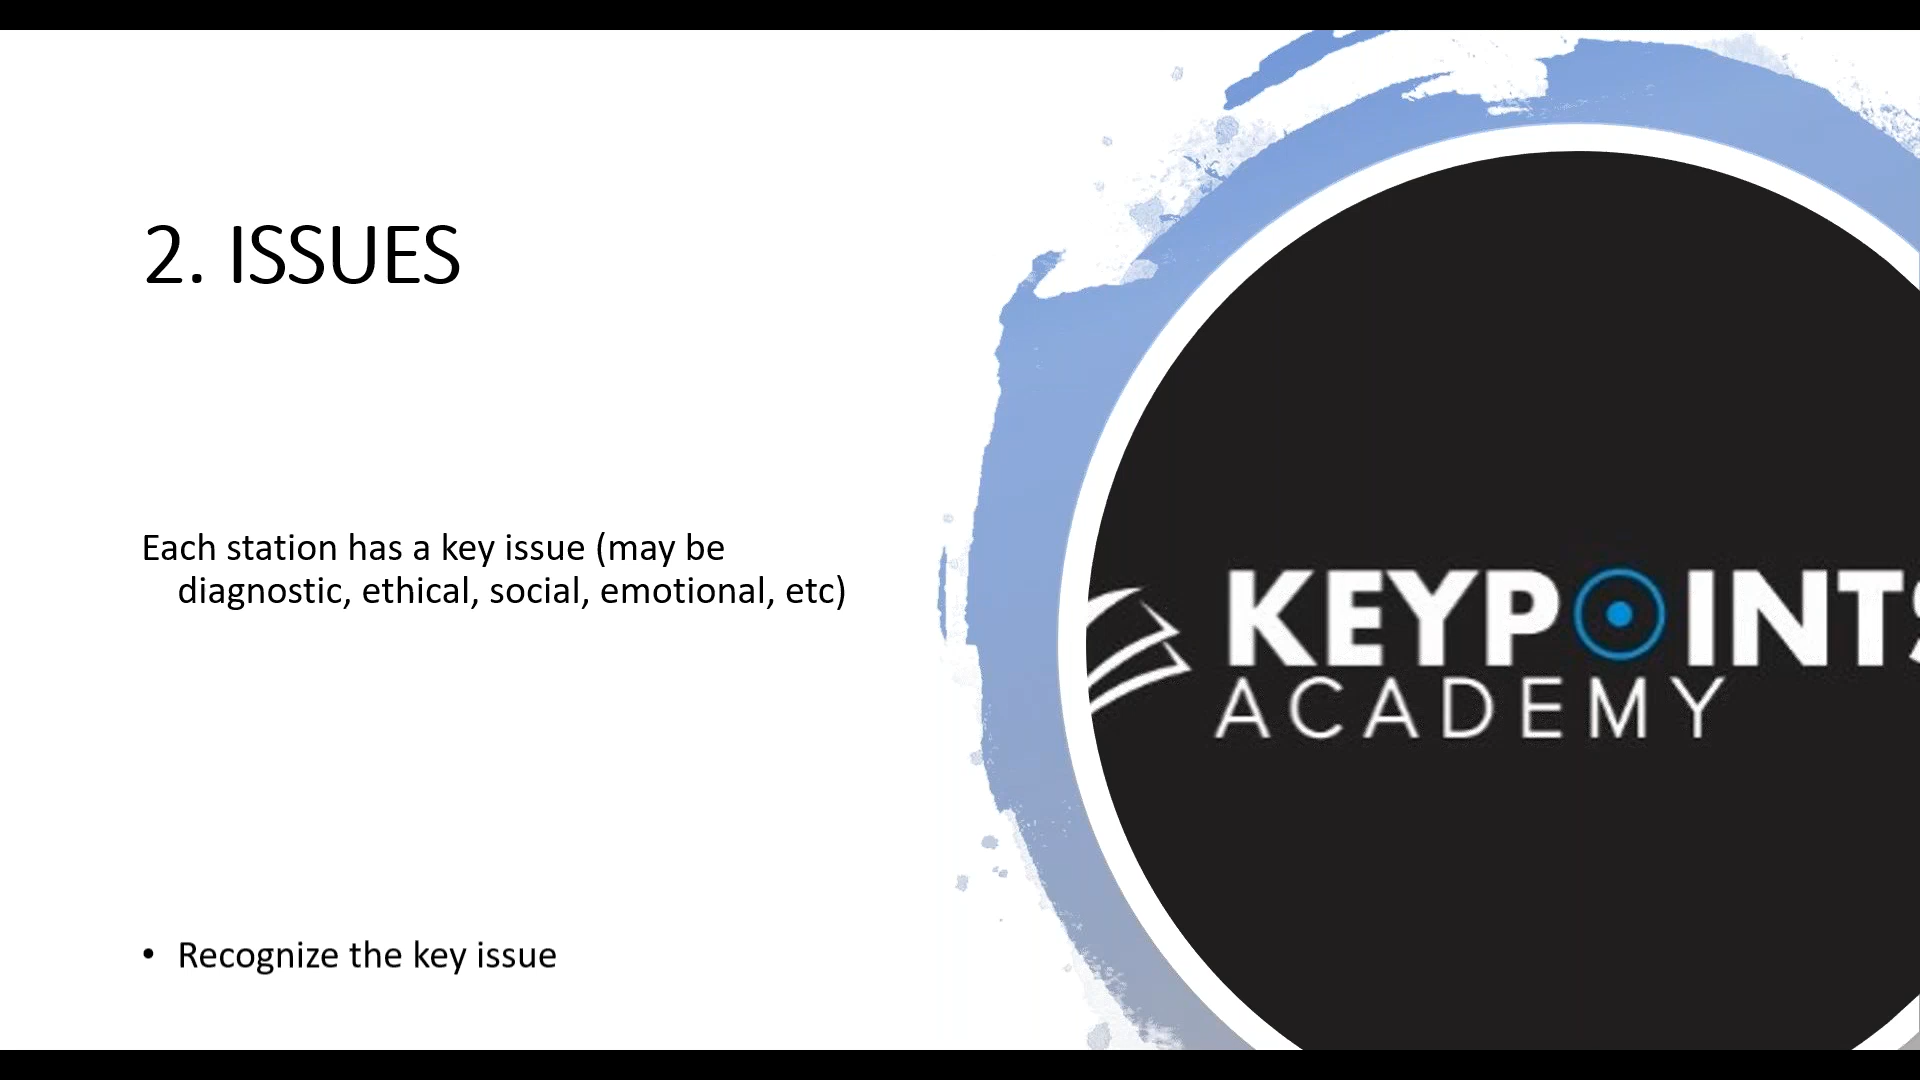 2. ISSUES
Each station has a key issue (may be
diagnostic, ethical, social, emotional, etc)
• Recognize the key issue
KEYPOINTS
ACADEMY